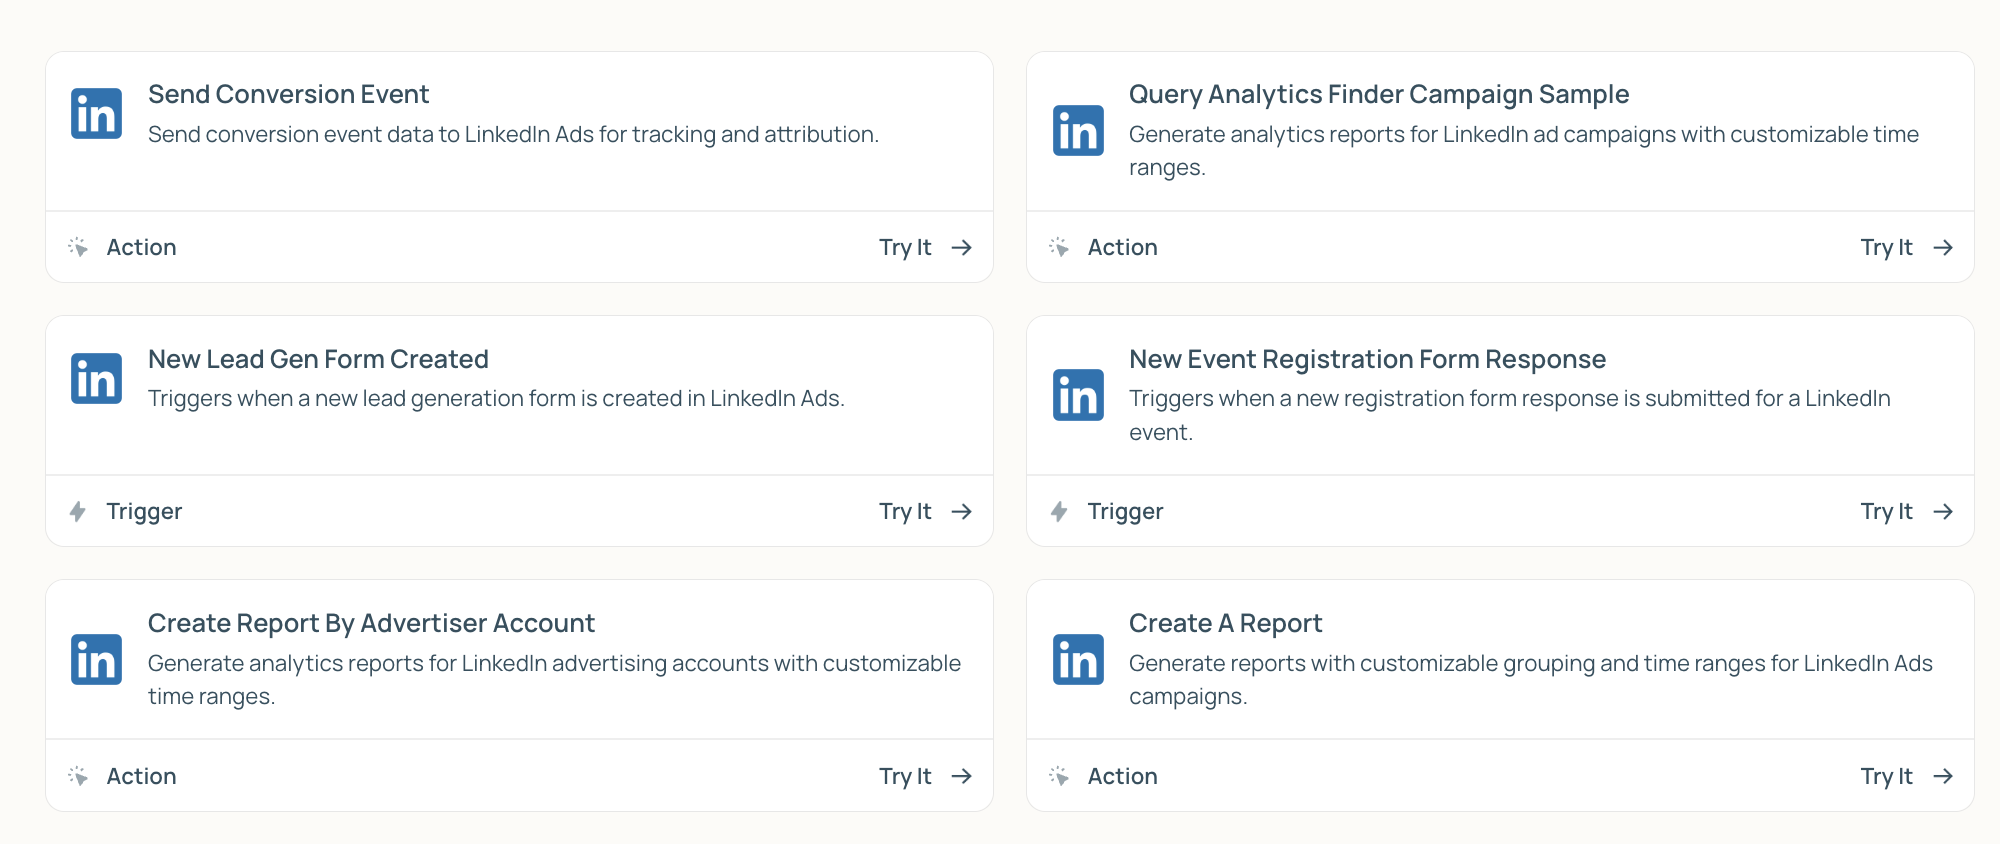 in
Send Conversion Event
Send conversion event data to LinkedIn Ads for tracking and attribution.
Action
Try It
in
Query Analytics Finder Campaign Sample
Generate analytics reports for LinkedIn ad campaigns with customizable time
ranges.
Action
Try It
in
New Lead Gen Form Created
Triggers when a new lead generation form is created in LinkedIn Ads.
Trigger
Try It
in
New Event Registration Form Response
Triggers when a new registration form response is submitted for a LinkedIn
event.
Trigger
Try It
in
Create Report By Advertiser Account
Generate analytics reports for LinkedIn advertising accounts with customizable
time ranges.
Action
Try It
in
Create A Report
Generate reports with customizable grouping and time ranges for LinkedIn Ads
campaigns.
Action
Try It